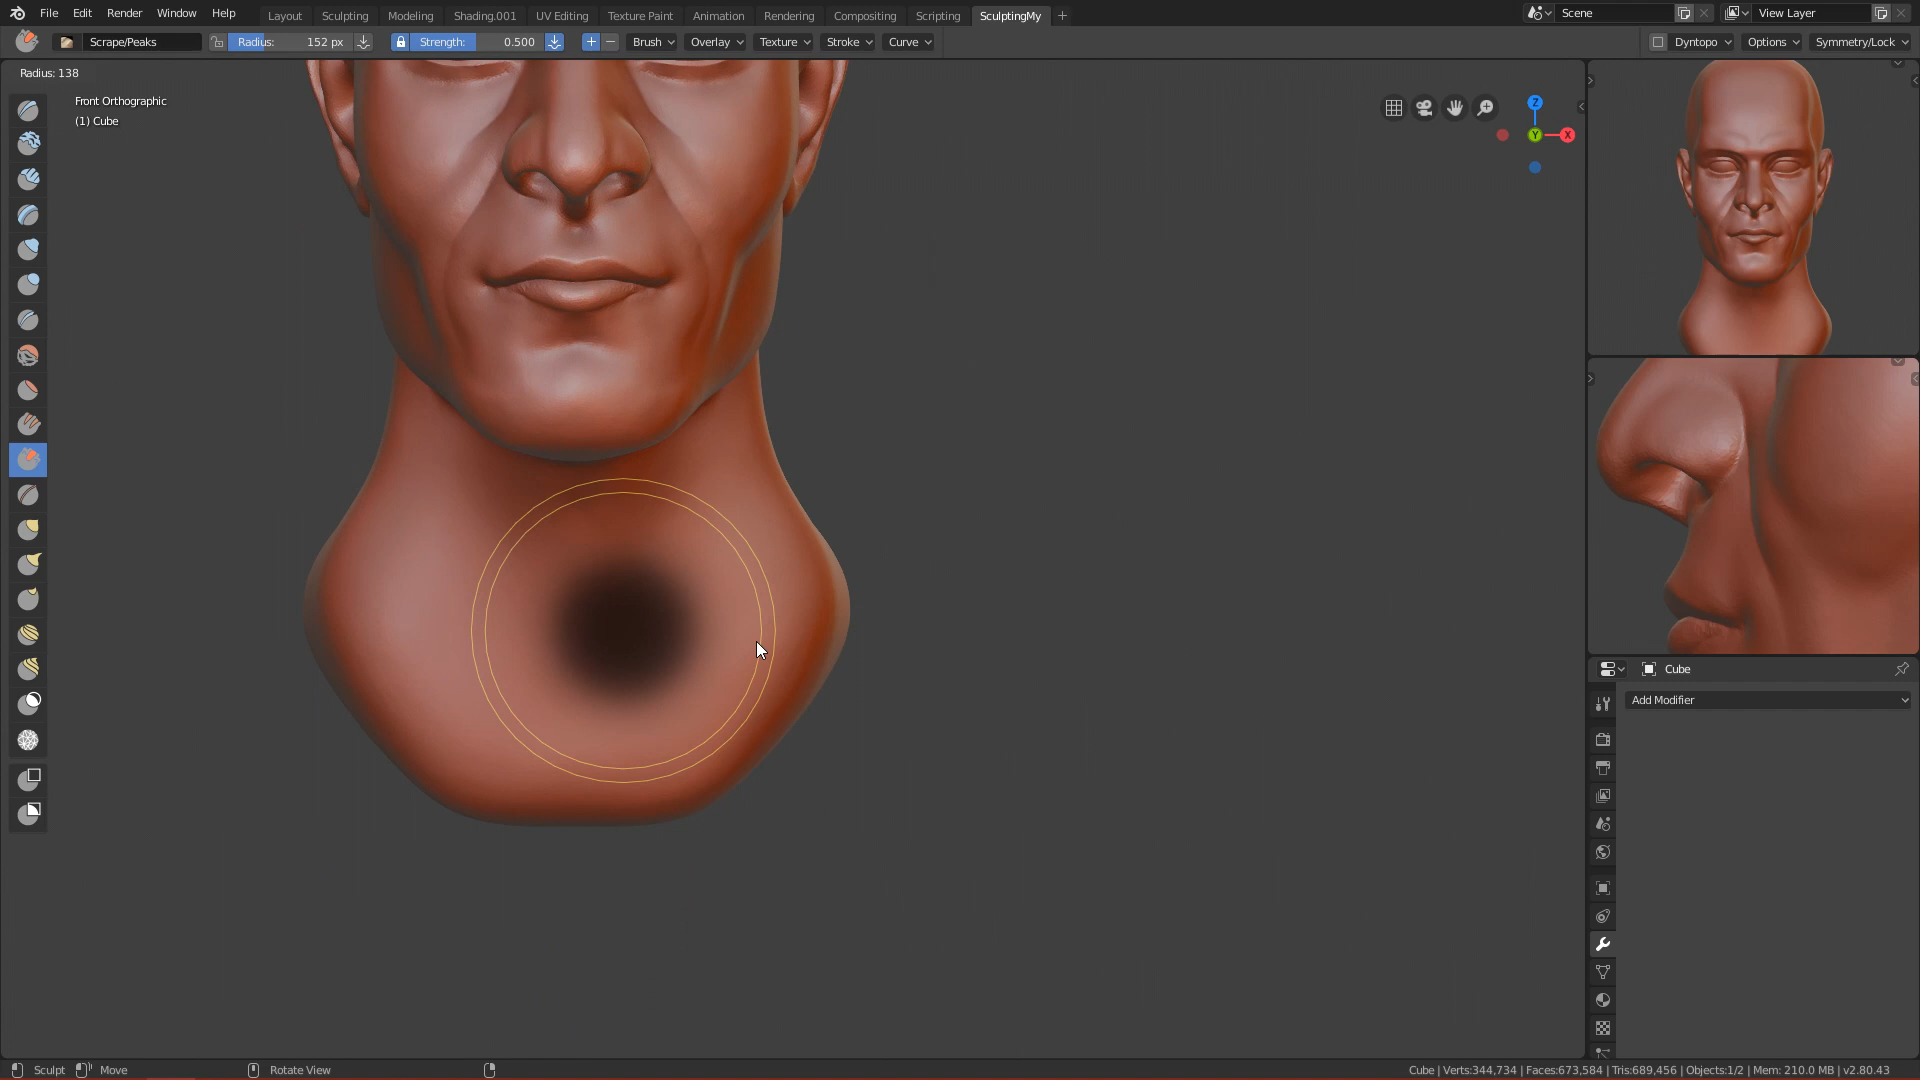 File Edit Render Window Help Layout Sculpting Modeling Shading.001 UV Editing Texture Paint Animation Rendering Compositing Scripting SculptingMy + Scene View Layer
Scrape/Peaks Radius: 152 px Strength: 0.500 + − Brush Overlay Texture Stroke Curve Dyntopo Options Symmetry/Lock
Radius: 138
Front Orthographic
(1) Cube
Z
Y X
Cube
Add Modifier
Sculpt Move Rotate View Cube | Verts:344,734 | Faces:673,584 | Tris:689,456 | Objects:1/2 | Mem: 210.0 MB | v2.80.43